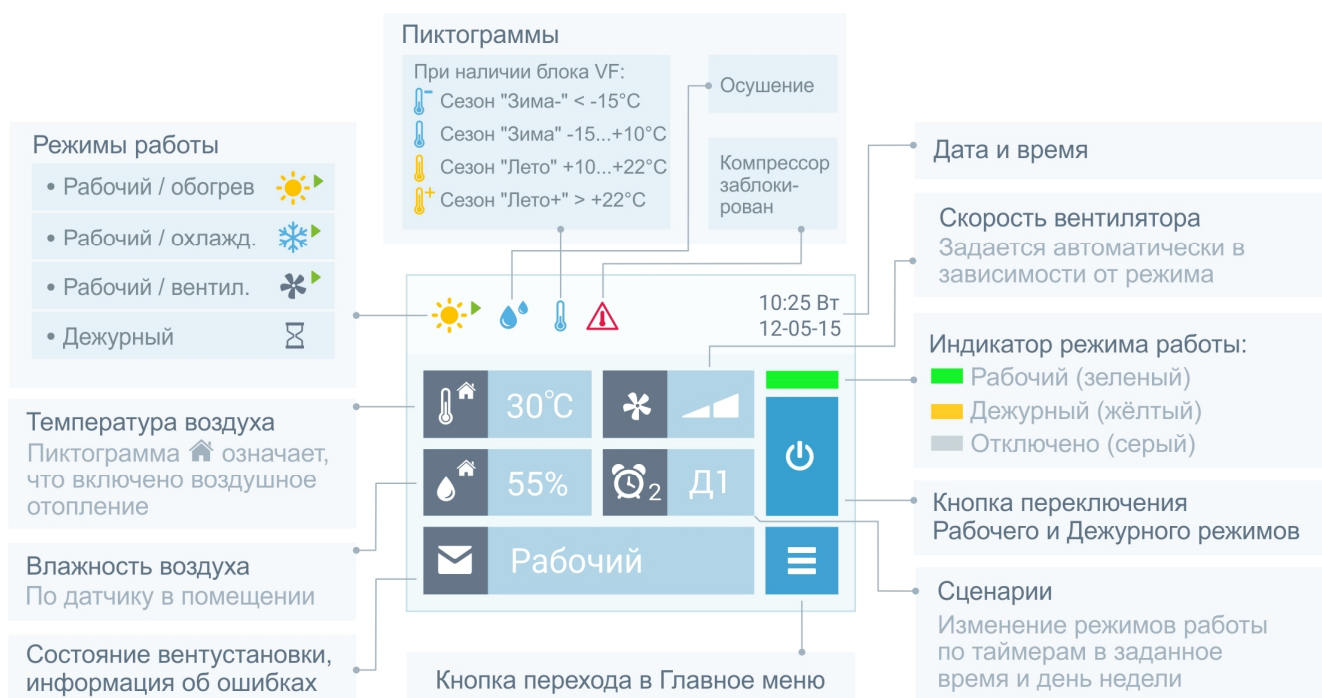 Пиктограммы
При наличии блока VF:
Сезон "Зима-" < -15°C
Сезон "Зима" -15...+10°C
Сезон "Лето" +10...+22°C
Сезон "Лето+" > +22°C
Осушение
Компрессор
заблоки-
рован
Режимы работы
• Рабочий / обогрев
• Рабочий / охлажд.
• Рабочий / вентил.
• Дежурный
Температура воздуха
Пиктограмма означает,
что включено воздушное
отопление
Влажность воздуха
По датчику в помещении
Состояние вентустановки,
информация об ошибках
10:25 Вт
12-05-15
30°C
55%
2
Д1
Рабочий
Кнопка перехода в Главное меню
Дата и время
Скорость вентилятора
Задается автоматически в
зависимости от режима
Индикатор режима работы:
Рабочий (зеленый)
Дежурный (жёлтый)
Отключено (серый)
Кнопка переключения
Рабочего и Дежурного режимов
Сценарии
Изменение режимов работы
по таймерам в заданное
время и день недели